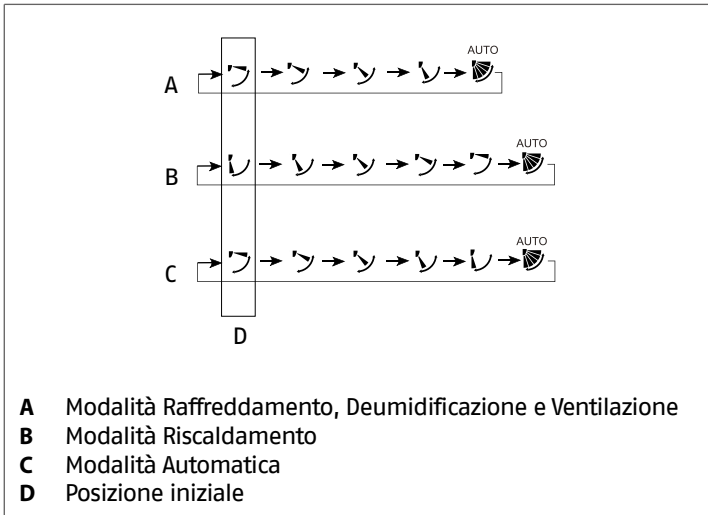 AUTO
A
AUTO
B
AUTO
C
D
A Modalità Raffreddamento, Deumidificazione e Ventilazione
B Modalità Riscaldamento
C Modalità Automatica
D Posizione iniziale